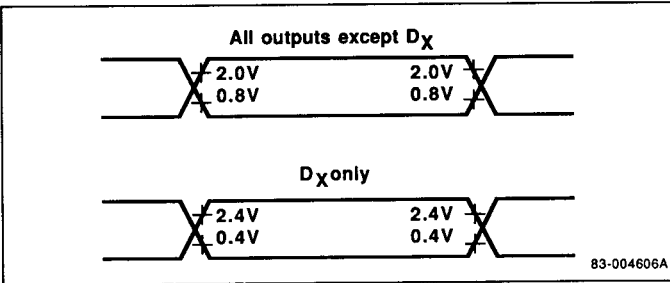 All outputs except DX
2.0V 2.0V
0.8V 0.8V
DX only
2.4V 2.4V
0.4V 0.4V
83-004606A